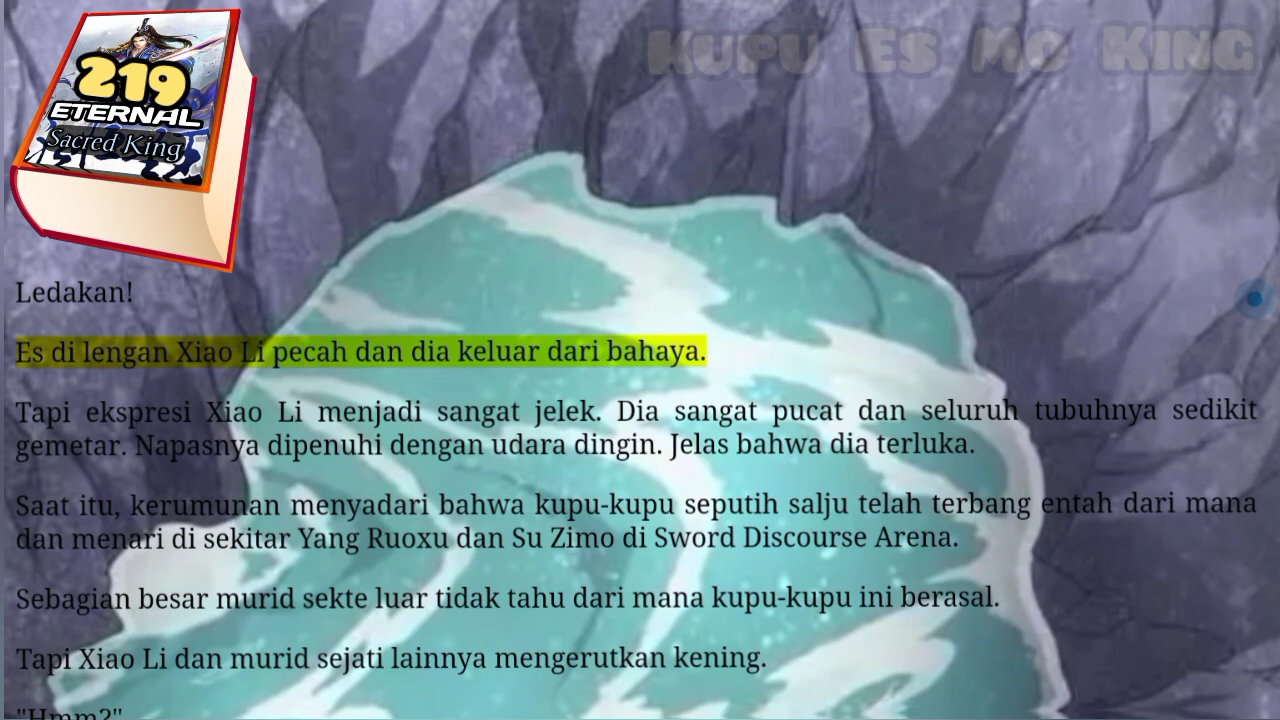 KUPU ES MC KING
219
ETERNAL
Sacred King
Ledakan!
Es di lengan Xiao Li pecah dan dia keluar dari bahaya.
Tapi ekspresi Xiao Li menjadi sangat jelek. Dia sangat pucat dan seluruh tubuhnya sedikit
gemetar. Napasnya dipenuhi dengan udara dingin. Jelas bahwa dia terluka.
Saat itu, kerumunan menyadari bahwa kupu-kupu seputih salju telah terbang entah dari mana
dan menari di sekitar Yang Ruoxu dan Su Zimo di Sword Discourse Arena.
Sebagian besar murid sekte luar tidak tahu dari mana kupu-kupu ini berasal.
Tapi Xiao Li dan murid sejati lainnya mengerutkan kening.
"Hmm?"